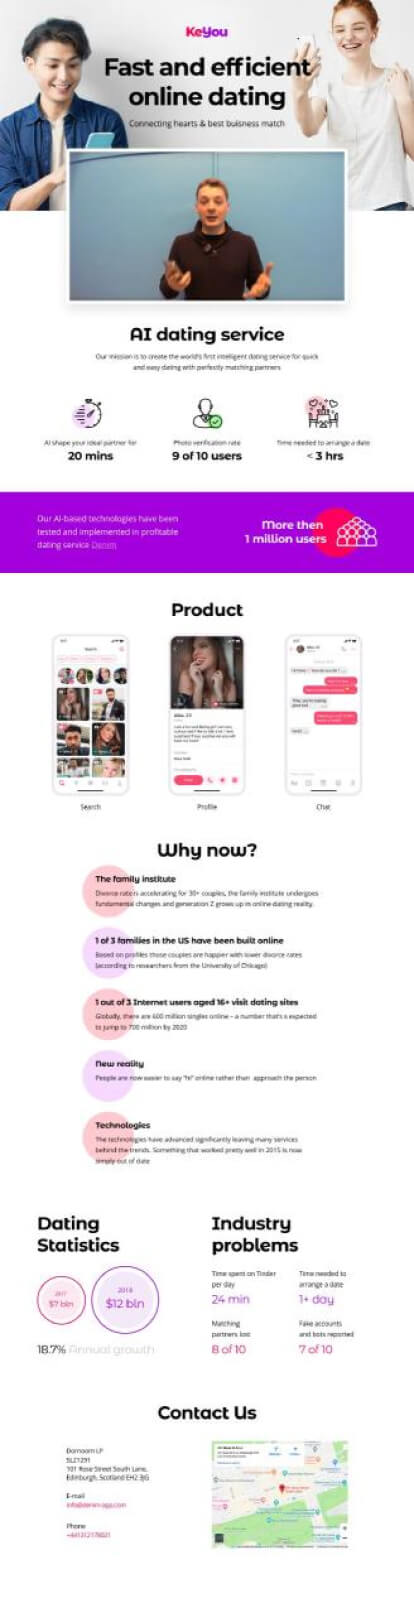 KeYou
Fast and efficient
online dating
Connecting hearts & best buisness match
AI dating service
Our mission is to create the world's first intelligent dating service for quick
and easy dating with perfectly matching partners
AI shape your ideal partner for
20 mins
Photo verification rate
9 of 10 users
Time needed to arrange a date
< 3 hrs
Our AI-based technologies have been
tested and implemented in profitable
dating service Denim
More then
1 million users
Product
Search
Search
Profile
Chat
Why now?
The family institute
Divorce rate is accelerating for 30+ couples, the family institute undergoes
fundamental changes and generation Z grows up in online dating reality.
1 of 3 families in the US have been built online
Based on profiles those couples are happier with lower divorce rates
(according to researchers from the University of Chicago)
1 out of 3 Internet users aged 16+ visit dating sites
Globally, there are 600 million singles online – a number that's expected
to jump to 700 million by 2020
New reality
People are now easier to say "hi" online rather than approach the person
Technologies
The technologies have advanced significantly leaving many services
behind the trends. Something that worked pretty well in 2015 is now
simply out of date
Dating
Statistics
2017
$7 bln
2018
$12 bln
18.7% Annual growth
Industry
problems
Time spent on Tinder
per day
24 min
Time needed to
arrange a date
1+ day
Matching
partners lost
8 of 10
Fake accounts
and bots reported
7 of 10
Contact Us
Dornoorn LP
SL21291
101 Rose Street South Lane,
Edinburgh, Scotland EH2 3JG
E-mail
info@denim-app.com
Phone